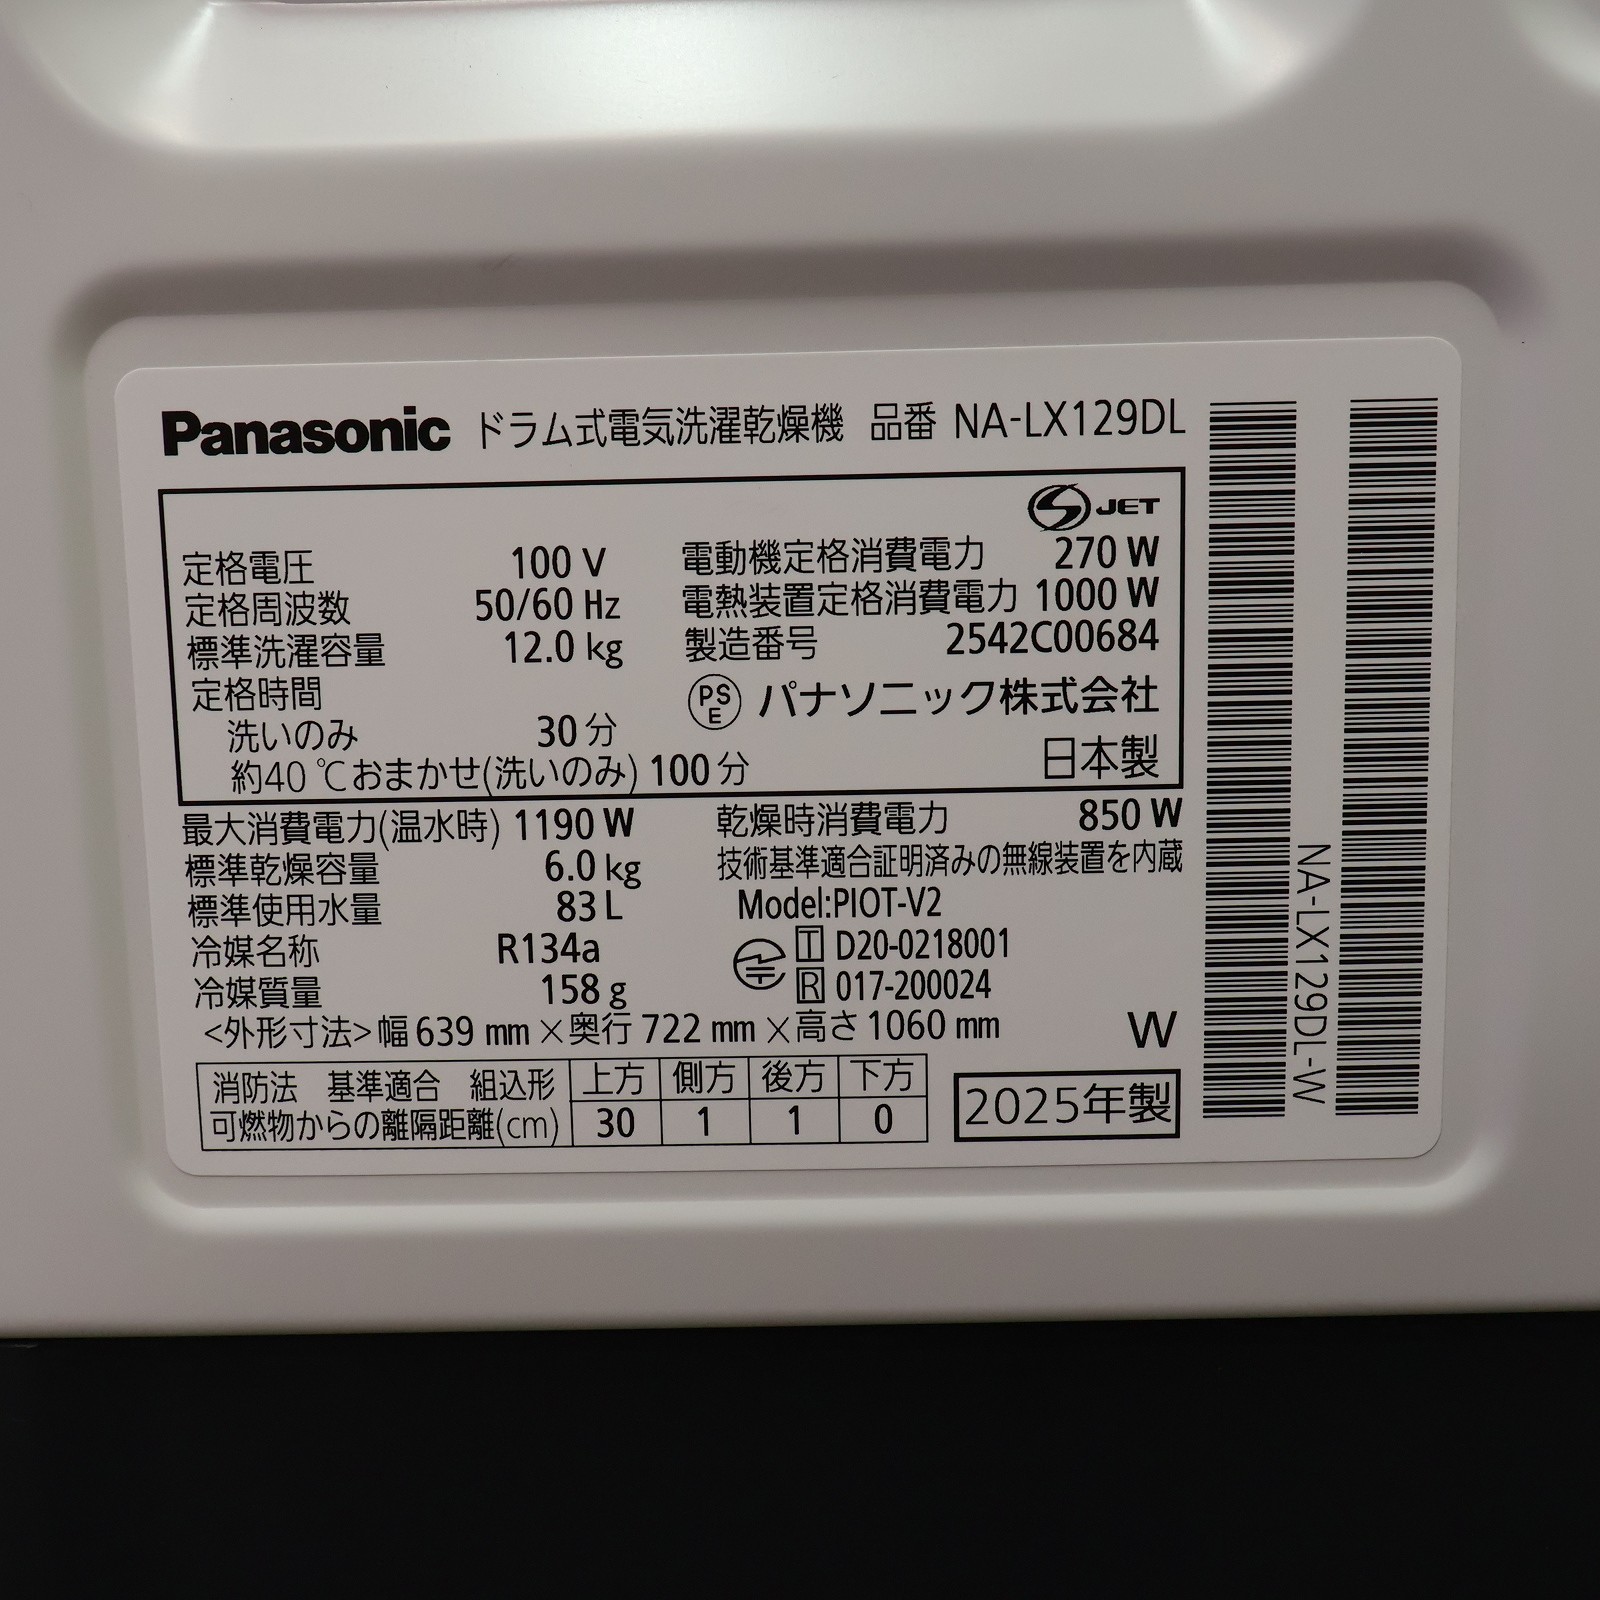 Panasonic ドラム式電気洗濯乾燥機 品番 NA-LX129DL
S JET
定格電圧 100 V 電動機定格消費電力 270 W
定格周波数 50/60 Hz 電熱装置定格消費電力 1000 W
標準洗濯容量 12.0 kg 製造番号 2542C00684
定格時間 PSE パナソニック株式会社
洗いのみ 30 分
約40 ℃おまかせ(洗いのみ) 100 分 日本製
最大消費電力(温水時) 1190 W 乾燥時消費電力 850 W
標準乾燥容量 6.0 kg 技術基準適合証明済みの無線装置を内蔵
標準使用水量 83 L Model:PIOT-V2
冷媒名称 R134a T D20-0218001
冷媒質量 158 g R 017-200024
<外形寸法>幅 639 mm×奥行 722 mm×高さ 1060 mm W
消防法 基準適合 組込形 上方 側方 後方 下方
可燃物からの離隔距離(cm) 30 1 1 0
2025年製
NA-LX129DL-W